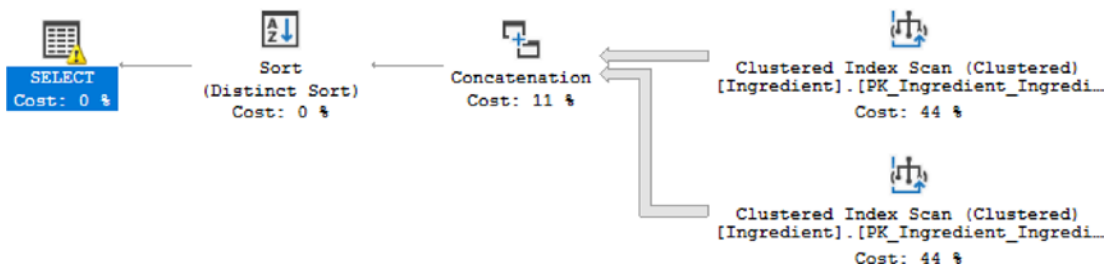 SELECT
Cost: 0 %
Sort
(Distinct Sort)
Cost: 0 %
Concatenation
Cost: 11 %
Clustered Index Scan (Clustered)
[Ingredient].[PK_Ingredient_Ingredi…
Cost: 44 %
Clustered Index Scan (Clustered)
[Ingredient].[PK_Ingredient_Ingredi…
Cost: 44 %